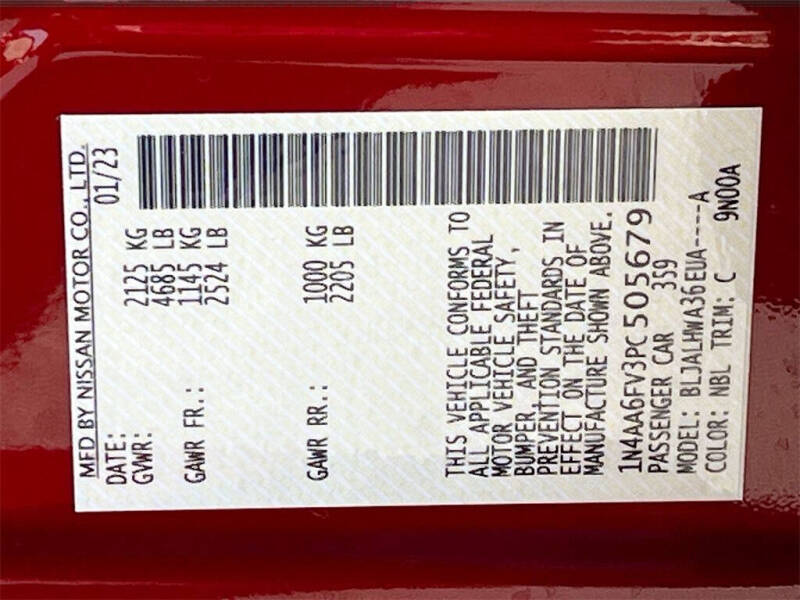 MFD BY NISSAN MOTOR CO., LTD.
DATE: 01/23
GVWR: 2125 KG
4685 LB
GAWR FR.: 1145 KG
2524 LB
GAWR RR.: 1000 KG
2205 LB
THIS VEHICLE CONFORMS TO
ALL APPLICABLE FEDERAL
MOTOR VEHICLE SAFETY,
BUMPER, AND THEFT
PREVENTION STANDARDS IN
EFFECT ON THE DATE OF
MANUFACTURE SHOWN ABOVE.
1N4AA6FV3PC505679
PASSENGER CAR 359
MODEL: BLJALHWA36EUA----A
COLOR: NBL TRIM: C 9N00A